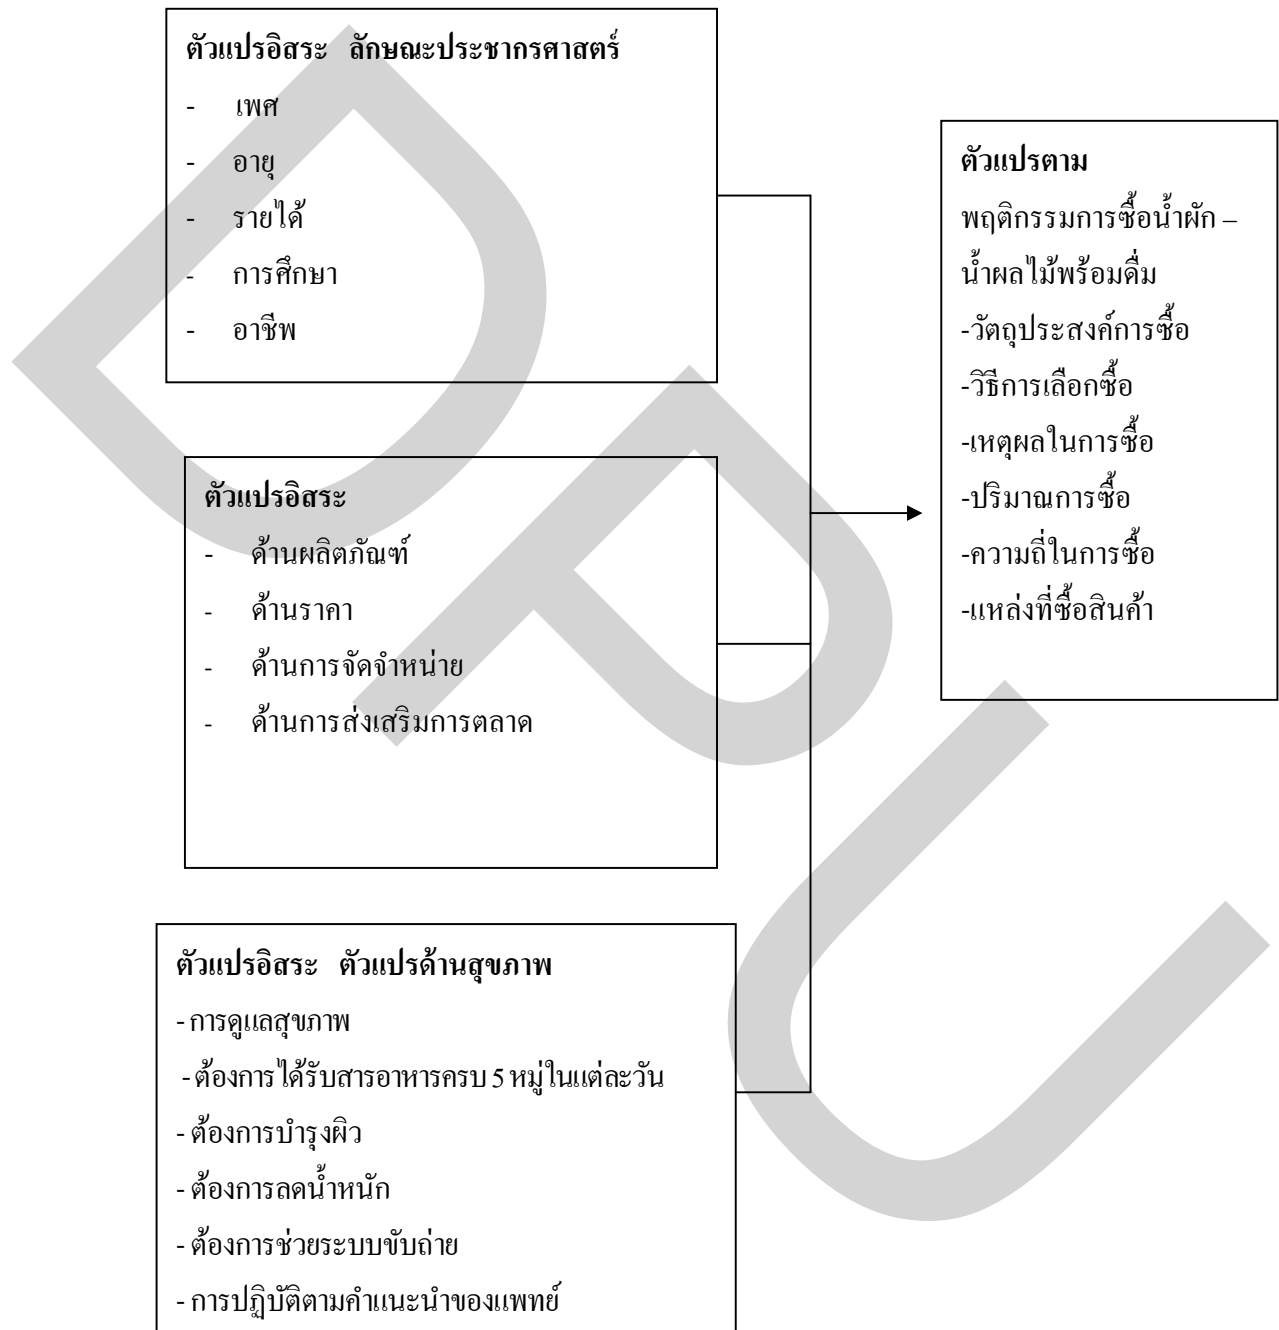 ตัวแปรอิสระ ลักษณะประชากรศาสตร์
- เพศ
- อายุ
- รายได้
- การศึกษา
- อาชีพ
ตัวแปรอิสระ
- ด้านผลิตภัณฑ์
- ด้านราคา
- ด้านการจัดจำหน่าย
- ด้านการส่งเสริมการตลาด
ตัวแปรอิสระ ตัวแปรด้านสุขภาพ
- การดูแลสุขภาพ
- ต้องการได้รับสารอาหารครบ 5 หมู่ในแต่ละวัน
- ต้องการบำรุงผิว
- ต้องการลดน้ำหนัก
- ต้องการช่วยระบบขับถ่าย
- การปฏิบัติตามคำแนะนำของแพทย์
ตัวแปรตาม
พฤติกรรมการซื้อน้ำผัก –
น้ำผลไม้พร้อมดื่ม
-วัตถุประสงค์การซื้อ
-วิธีการเลือกซื้อ
-เหตุผลในการซื้อ
-ปริมาณการซื้อ
-ความถี่ในการซื้อ
-แหล่งที่ซื้อสินค้า
DPU